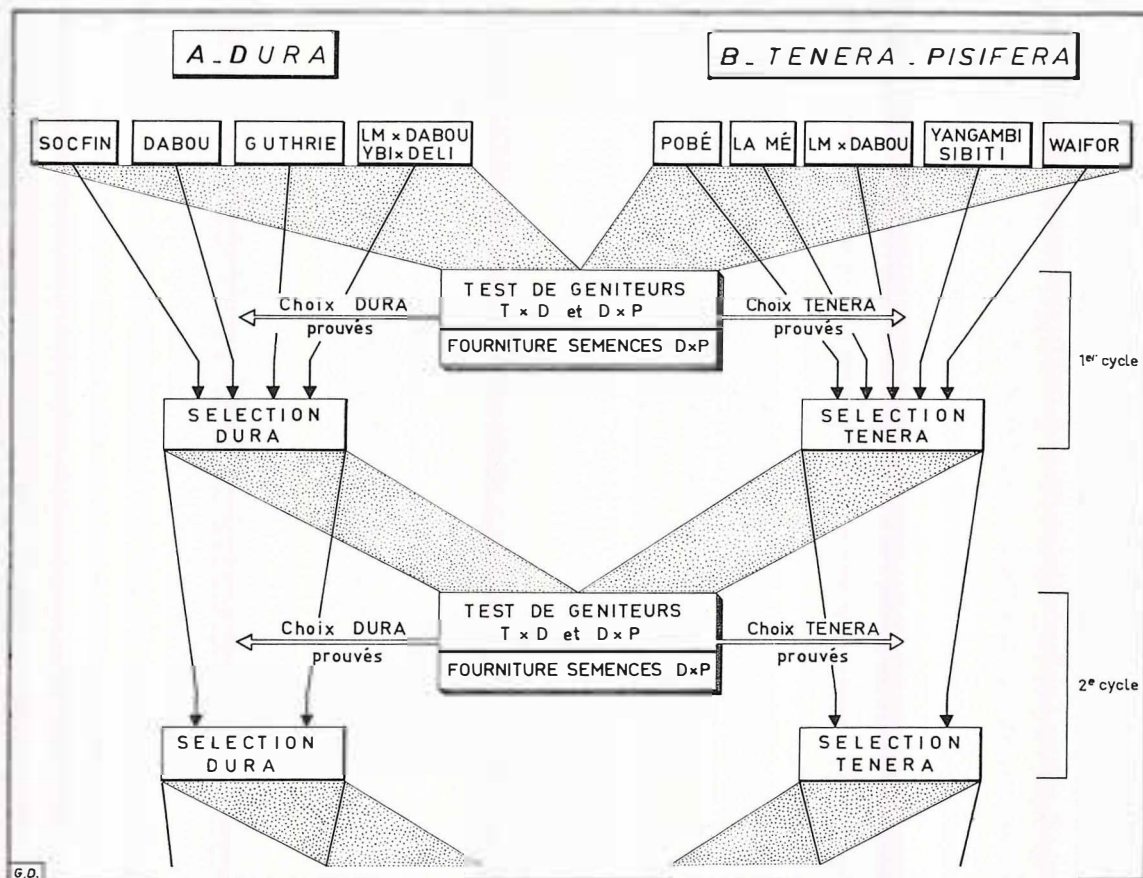 A_DURA
B_TENERA_PISIFERA
SOCFIN
DABOU
GUTHRIE
LM × DABOU
YBI × DELI
POBÉ
LA MÉ
LM × DABOU
YANGAMBI
SIBITI
WAIFOR
TEST DE GENITEURS
T × D et D × P
FOURNITURE SEMENCES D×P
Choix DURA
prouvés
Choix TENERA
prouvés
1er cycle
SELECTION
DURA
SELECTION
TENERA
TEST DE GENITEURS
T × D et D × P
FOURNITURE SEMENCES D×P
Choix DURA
prouvés
Choix TENERA
prouvés
2e cycle
SELECTION
DURA
SELECTION
TENERA
G.D.